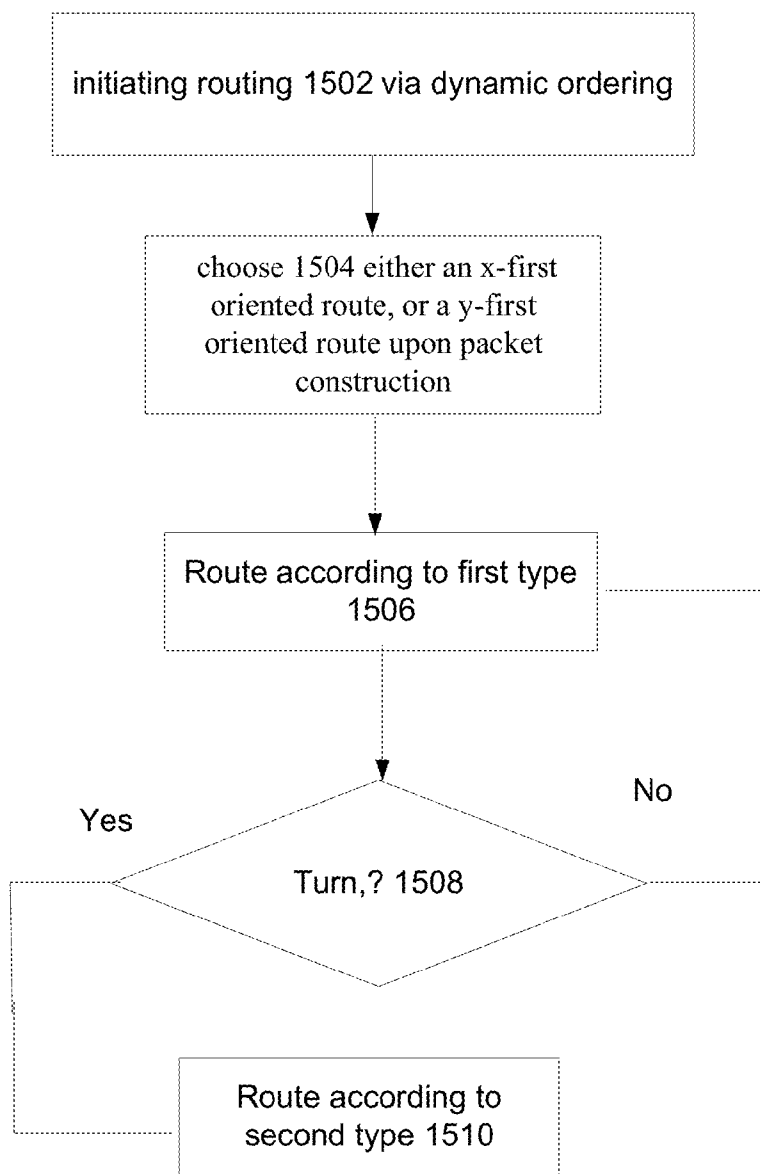 initiating routing 1502 via dynamic ordering
choose 1504 either an x-first
oriented route, or a y-first
oriented route upon packet
construction
Route according to first type
1506
Yes
No
Turn,? 1508
Route according to
second type 1510